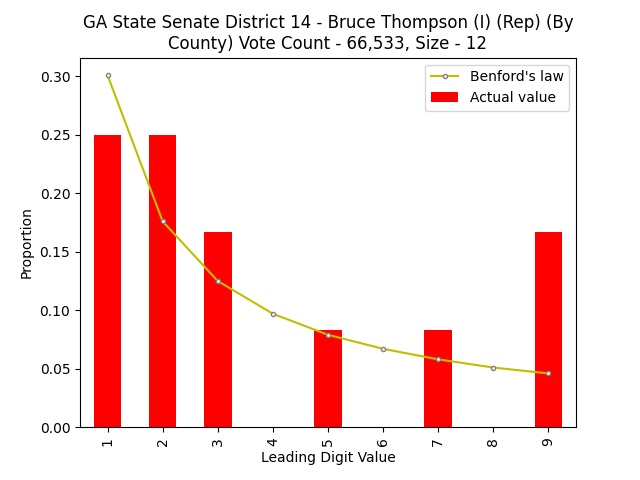 GA State Senate District 14 - Bruce Thompson (I) (Rep) (By
County) Vote Count - 66,533, Size - 12
Benford's law
Actual value
0.30
0.25
0.20
0.15
0.10
0.05
0.00
Proportion
1 2 3 4 5 6 7 8 9
Leading Digit Value